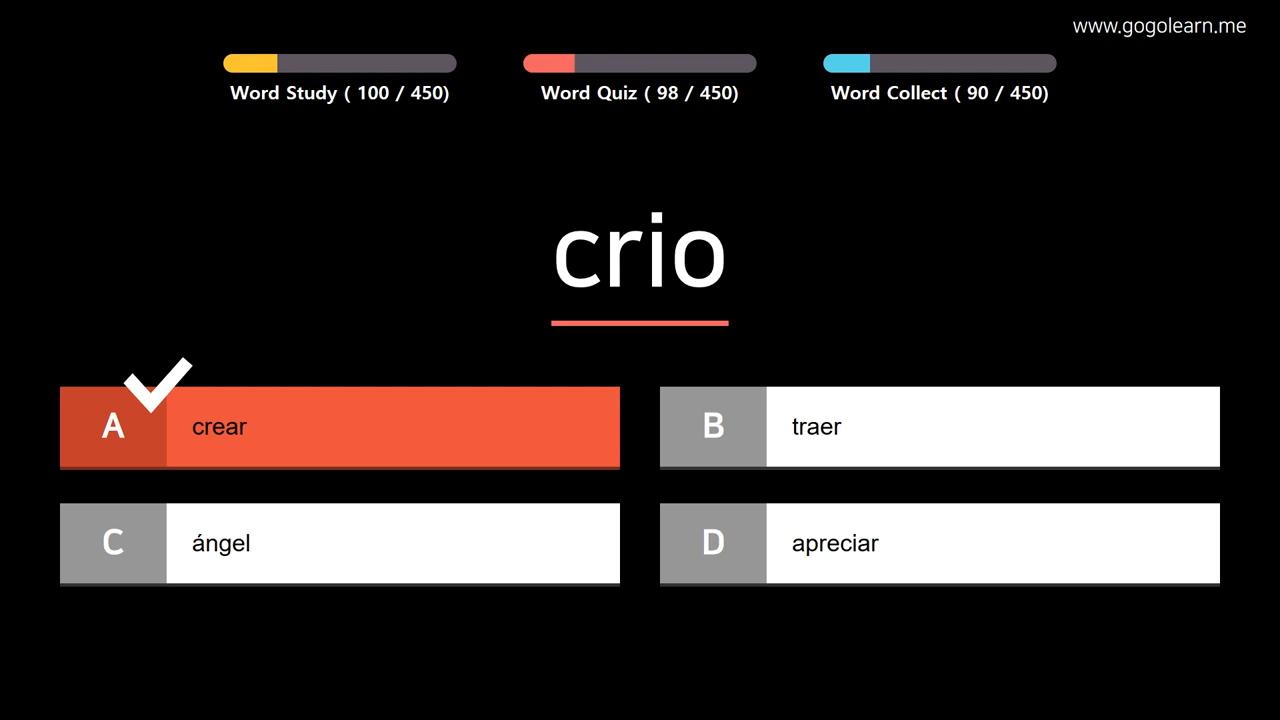 www.gogolearn.me
Word Study ( 100 / 450)
Word Quiz ( 98 / 450)
Word Collect ( 90 / 450)
crio
A crear
B traer
C ángel
D apreciar